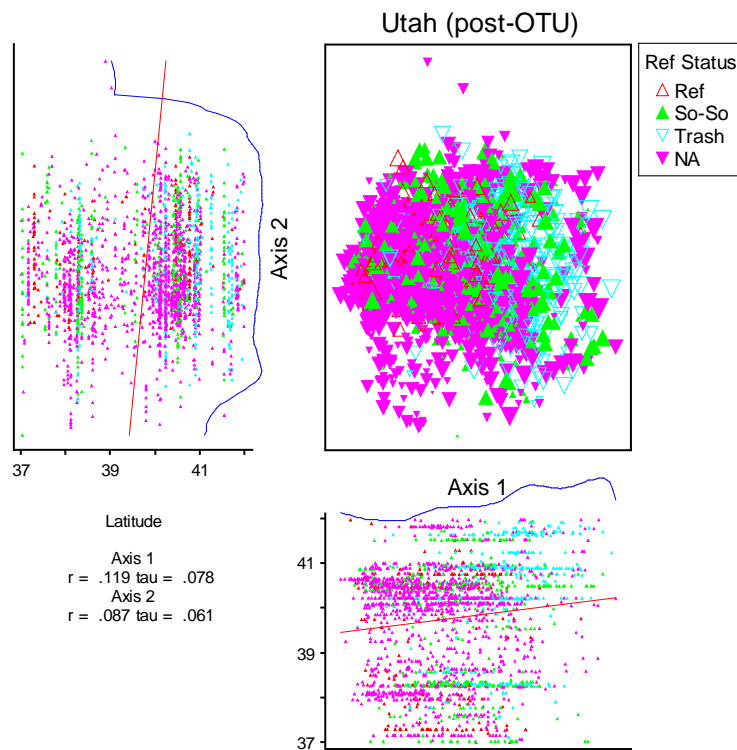 Utah (post-OTU)
Ref Status
Ref
So-So
Trash
NA
Axis 2
37
39
41
Axis 1
Latitude
Axis 1
r = .119 tau = .078
Axis 2
r = .087 tau = .061
41
39
37